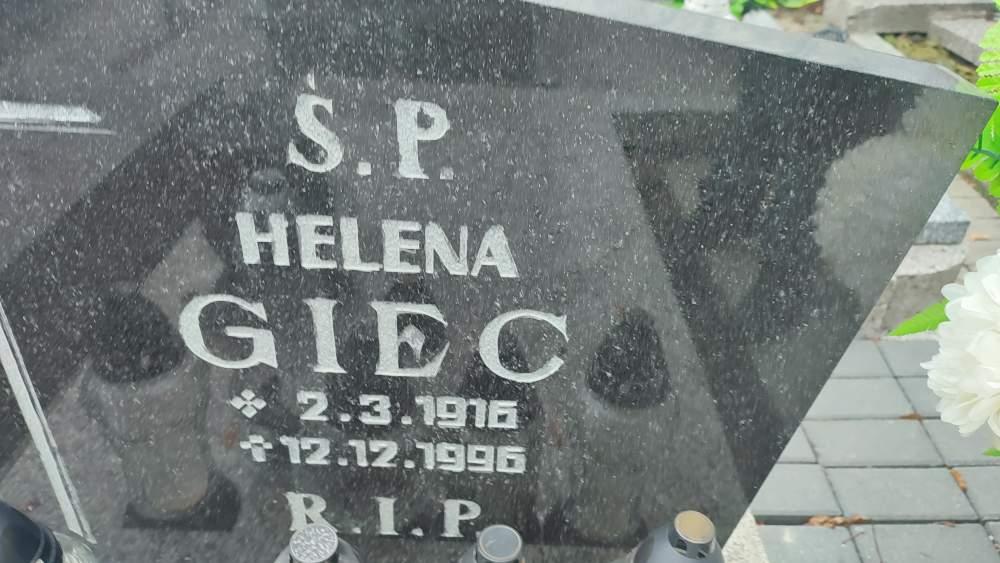 Ś.P.
HELENA
GIEC
2.3.1916
12.12.1996
R.I.P.